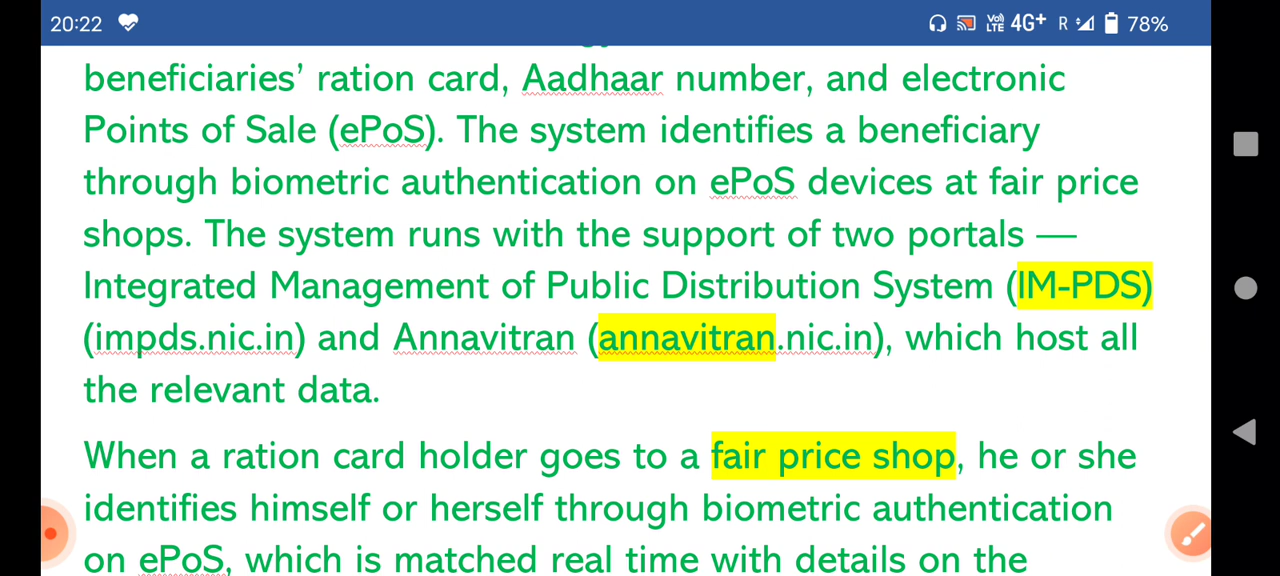 20:22 VoLTE 4G+ R 78%
beneficiaries’ ration card, Aadhaar number, and electronic
Points of Sale (ePoS). The system identifies a beneficiary
through biometric authentication on ePoS devices at fair price
shops. The system runs with the support of two portals —
Integrated Management of Public Distribution System (IM-PDS)
(impds.nic.in) and Annavitran (annavitran.nic.in), which host all
the relevant data.
When a ration card holder goes to a fair price shop, he or she
identifies himself or herself through biometric authentication
on ePoS, which is matched real time with details on the